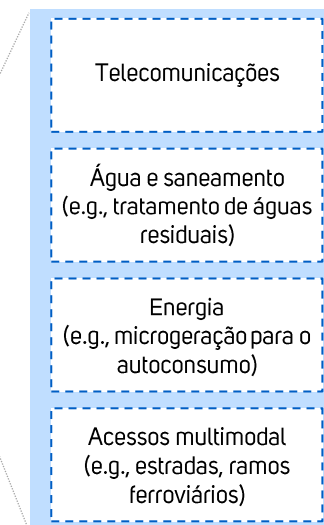 Telecomunicações
Água e saneamento
(e.g., tratamento de águas
residuais)
Energia
(e.g., microgeração para o
autoconsumo)
Acessos multimodal
(e.g., estradas, ramos
ferroviários)